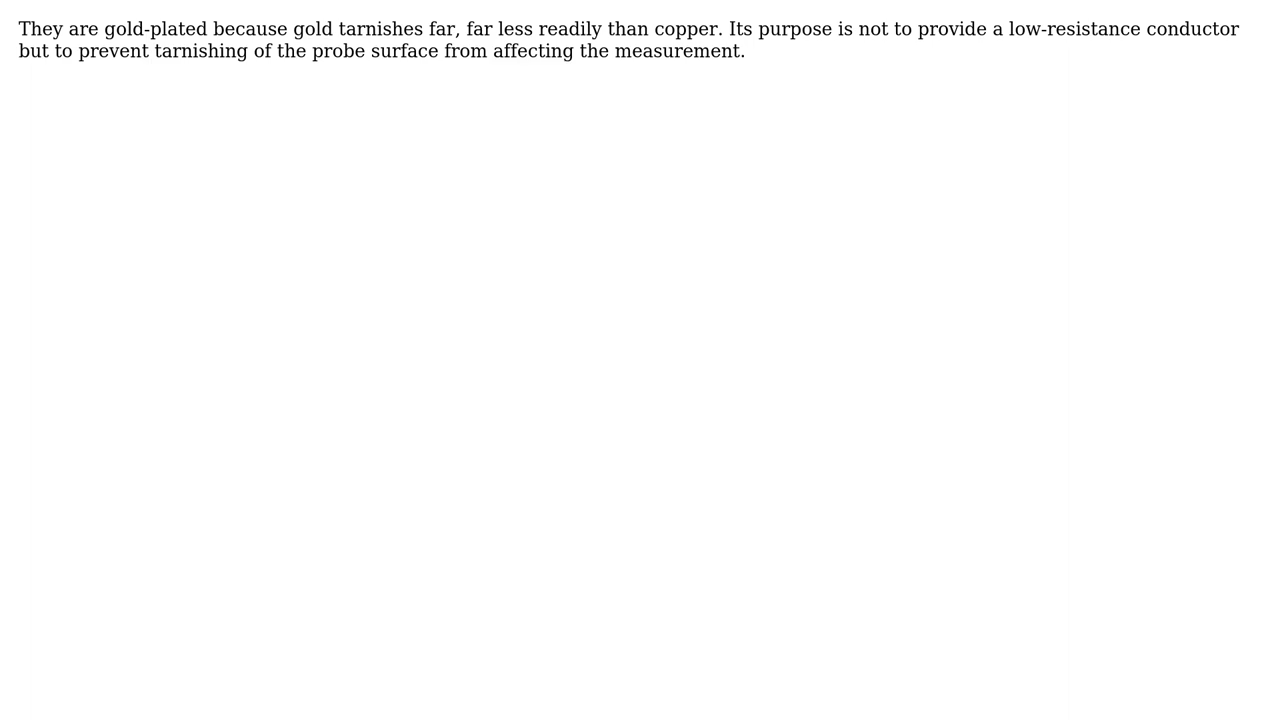 They are gold-plated because gold tarnishes far, far less readily than copper. Its purpose is not to provide a low-resistance conductor
but to prevent tarnishing of the probe surface from affecting the measurement.